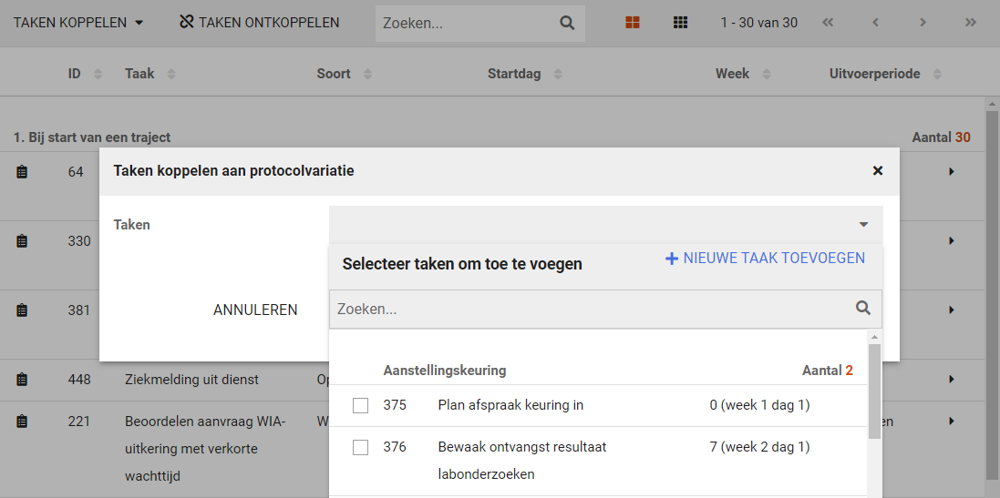 TAKEN KOPPELEN TAKEN ONTKOPPELEN Zoeken... 1 - 30 van 30
ID Taak Soort Startdag Week Uitvoerperiode
1. Bij start van een traject Aantal 30
64
Taken koppelen aan protocolvariatie
Taken
330
Selecteer taken om toe te voegen NIEUWE TAAK TOEVOEGEN
381 ANNULEREN Zoeken...
Aanstellingskeuring Aantal 2
448 Ziekmelding uit dienst Op
375 Plan afspraak keuring in 0 (week 1 dag 1)
221 Beoordelen aanvraag WIA- W en
uitkering met verkorte
wachttijd
376 Bewaak ontvangst resultaat 7 (week 2 dag 1)
labonderzoeken